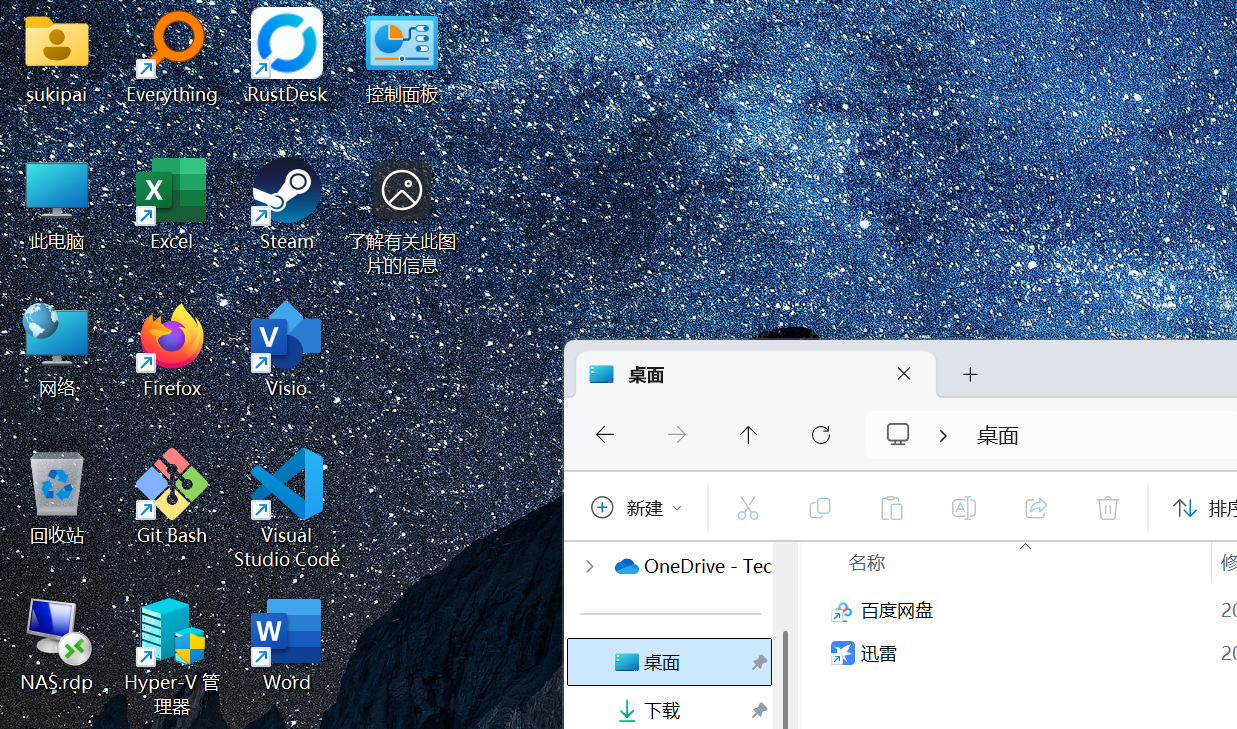 sukipai
Everything
RustDesk
控制面板
此电脑
Excel
Steam
了解有关此图
片的信息
网络
Firefox
Visio
回收站
Git Bash
Visual
Studio Code
NAS.rdp
Hyper-V 管
理器
Word
桌面
桌面
新建
排序
OneDrive - Tec
名称
修
百度网盘
20
迅雷
20
桌面
下载